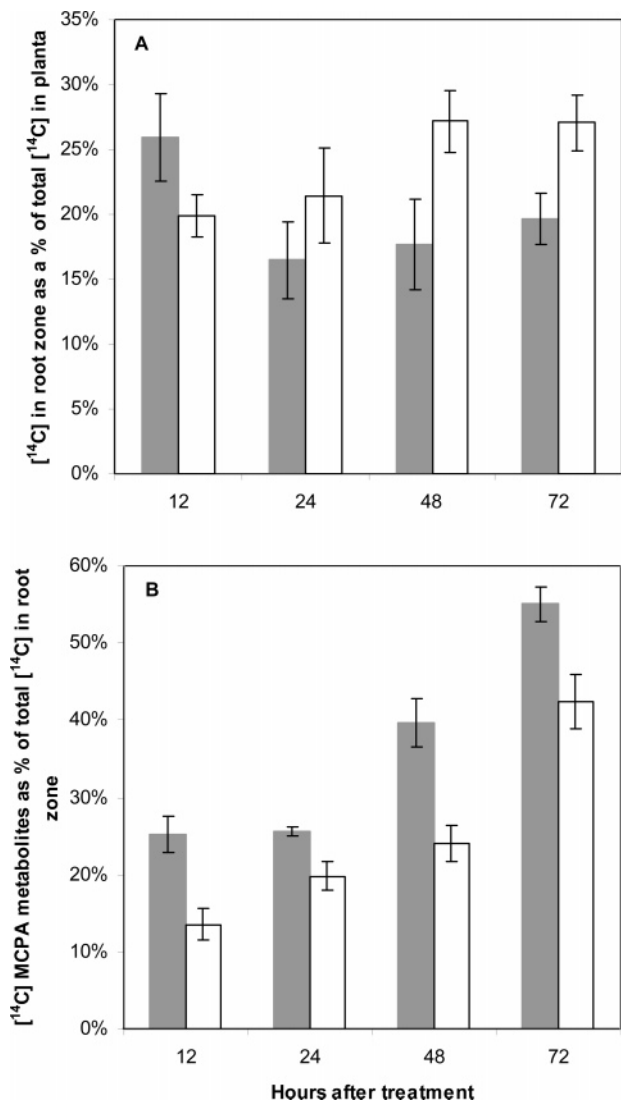 A
[¹⁴C] in root zone as a % of total [¹⁴C] in planta
35%
30%
25%
20%
15%
10%
5%
0%
12 24 48 72
B
[¹⁴C] MCPA metabolites as % of total [¹⁴C] in root
zone
60%
50%
40%
30%
20%
10%
0%
12 24 48 72
Hours after treatment